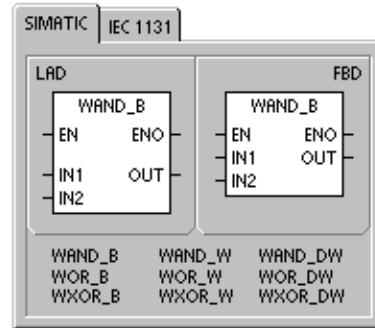 SIMATIC IEC 1131
LAD FBD
WAND_B WAND_B
EN ENO EN ENO
IN1 OUT IN1 OUT
IN2 IN2
WAND_B WAND_W WAND_DW
WOR_B WOR_W WOR_DW
WXOR_B WXOR_W WXOR_DW